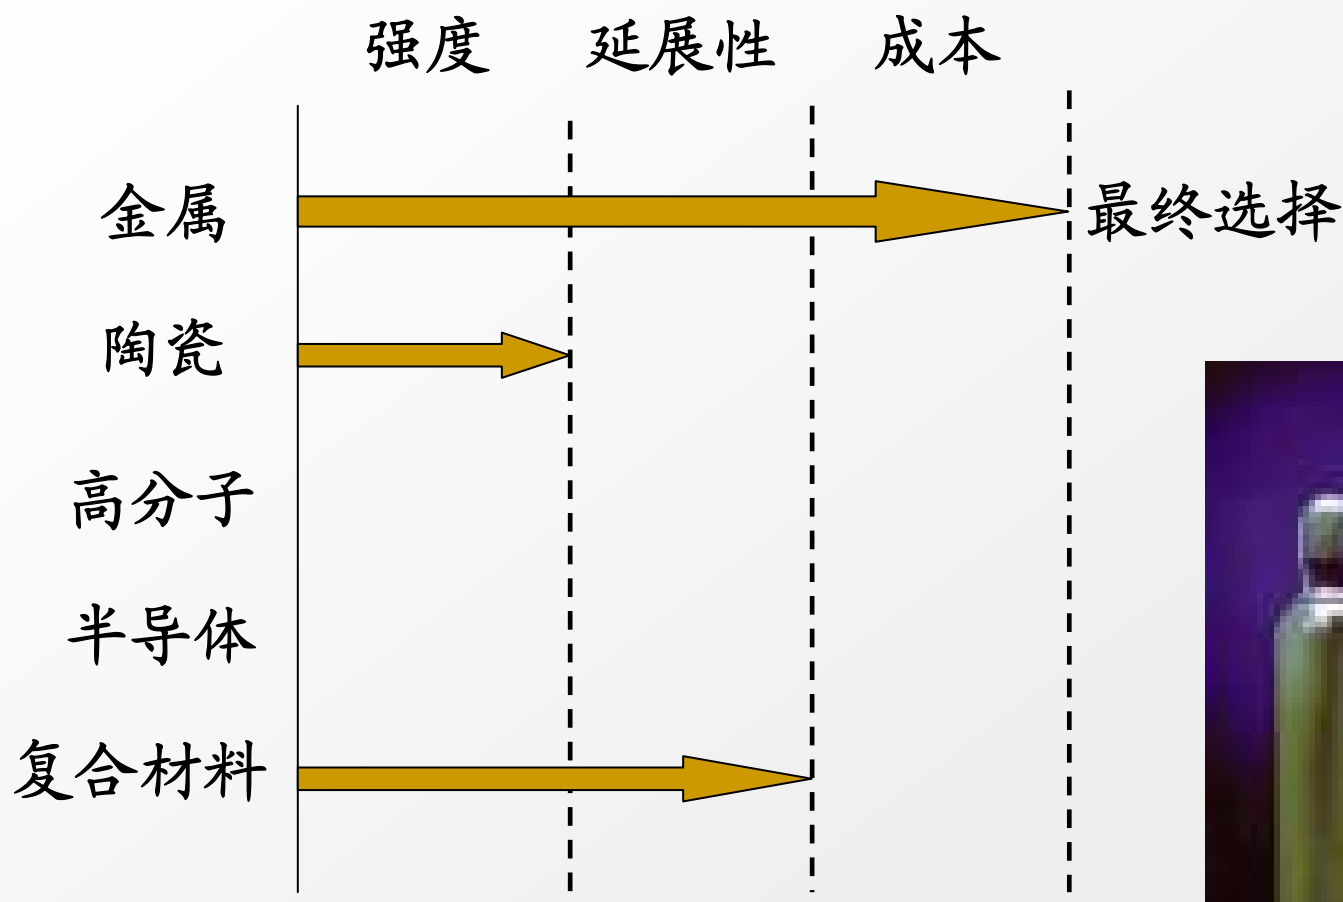 强度 延展性 成本
金属 最终选择
陶瓷
高分子
半导体
复合材料